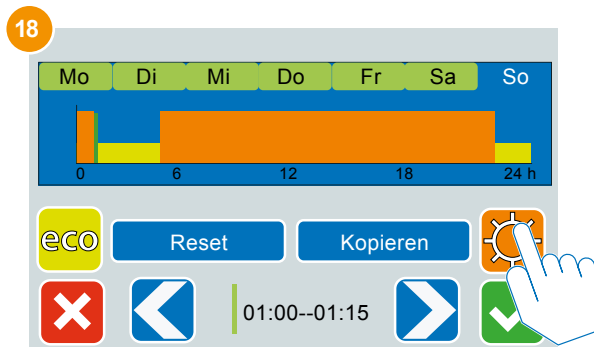 18
Mo Di Mi Do Fr Sa So
0 6 12 18 24 h
eco Reset Kopieren
01:00--01:15